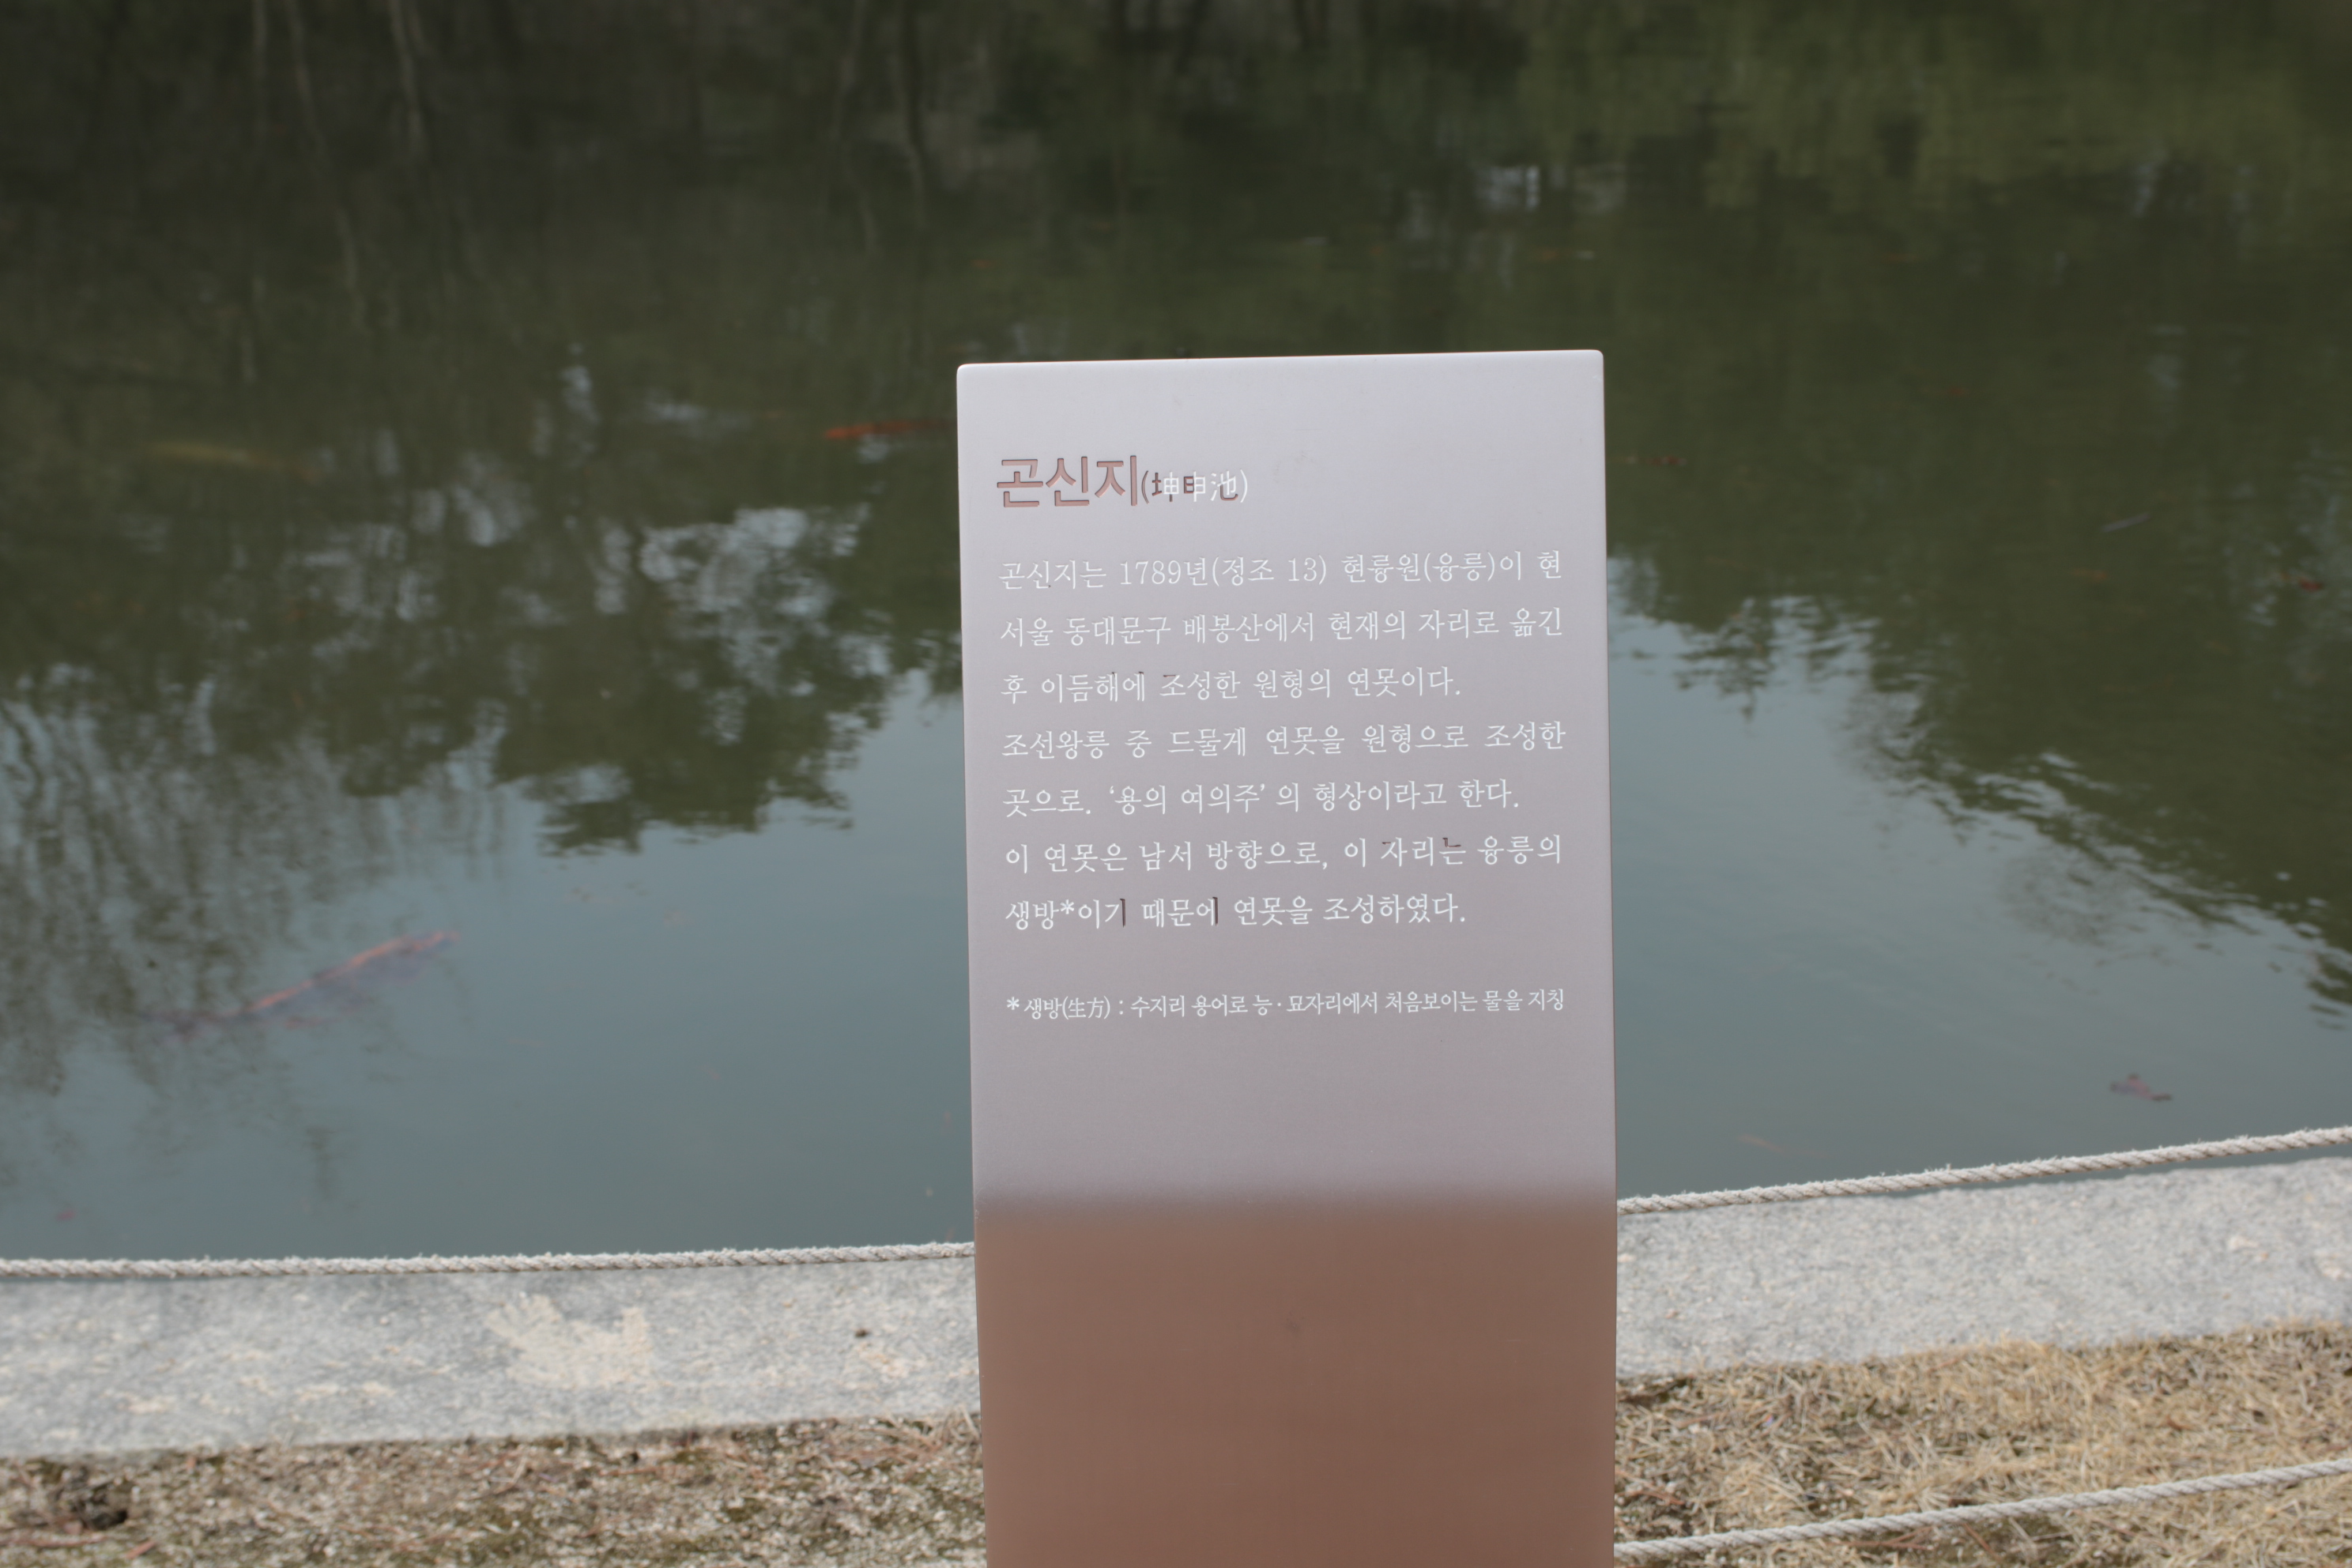 곤신지(坤申池)
곤신지는 1789년(정조 13) 현륭원(융릉)이 현
서울 동대문구 배봉산에서 현재의 자리로 옮긴
후 이듬해에 조성한 원형의 연못이다.
조선왕릉 중 드물게 연못을 원형으로 조성한
곳으로. ‘용의 여의주’의 형상이라고 한다.
이 연못은 남서 방향으로, 이 자리는 융릉의
생방*이기 때문에 연못을 조성하였다.
* 생방(生方) : 수지리 용어로 능·묘자리에서 처음보이는 물을 지칭